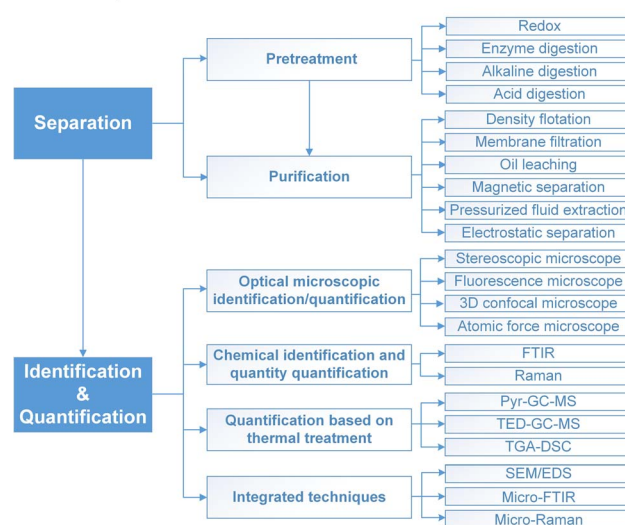 Separation
Pretreatment
Redox
Enzyme digestion
Alkaline digestion
Acid digestion
Purification
Density flotation
Membrane filtration
Oil leaching
Magnetic separation
Pressurized fluid extraction
Electrostatic separation
Identification
&
Quantification
Optical microscopic
identification/quantification
Stereoscopic microscope
Fluorescence microscope
3D confocal microscope
Atomic force microscope
Chemical identification and
quantity quantification
FTIR
Raman
Quantification based on
thermal treatment
Pyr-GC-MS
TED-GC-MS
TGA-DSC
Integrated techniques
SEM/EDS
Micro-FTIR
Micro-Raman